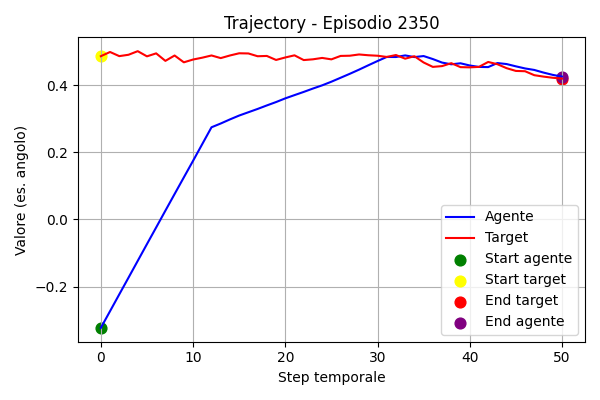 Trajectory - Episodio 2350
Valore (es. angolo)
0.4
0.2
0.0
−0.2
0
10
20
30
40
50
Step temporale
Agente
Target
Start agente
Start target
End target
End agente